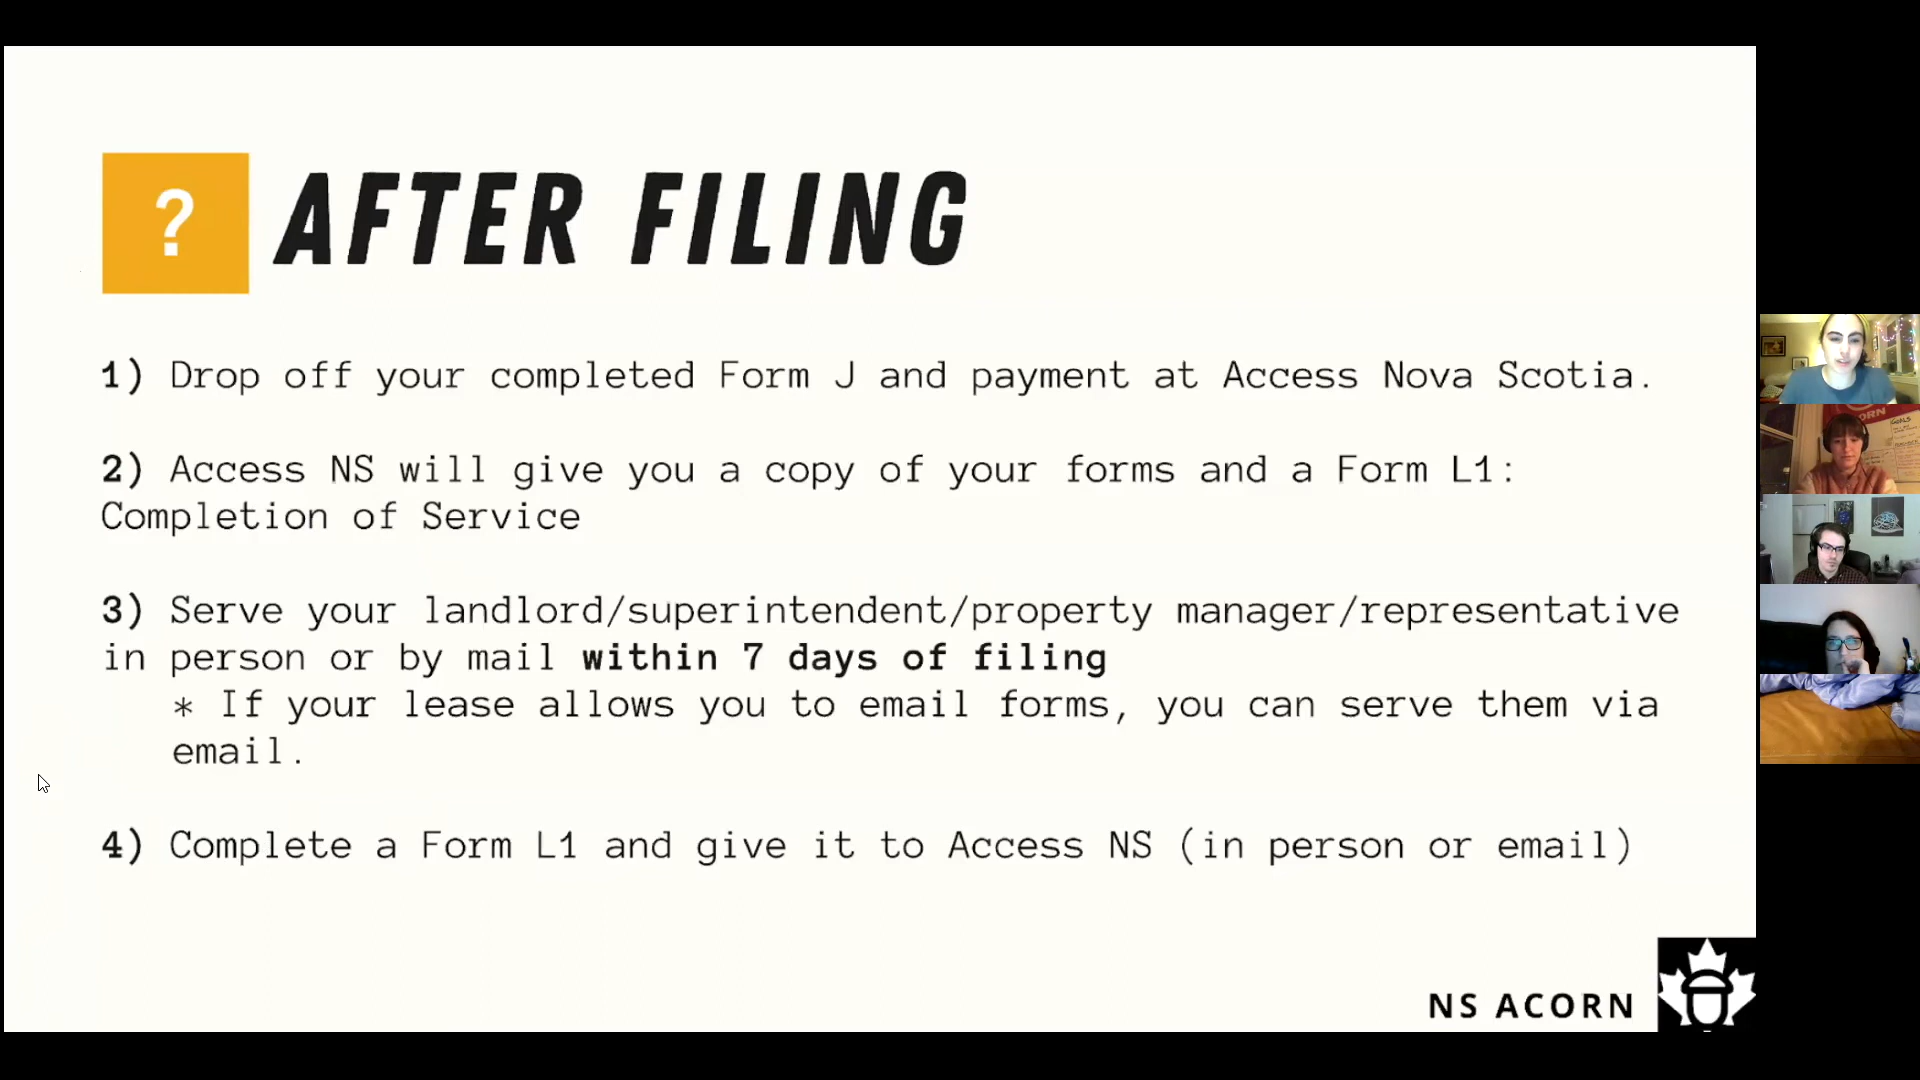 ?
AFTER FILING
1) Drop off your completed Form J and payment at Access Nova Scotia.
2) Access NS will give you a copy of your forms and a Form L1:
Completion of Service
3) Serve your landlord/superintendent/property manager/representative
in person or by mail within 7 days of filing
* If your lease allows you to email forms, you can serve them via
email.
4) Complete a Form L1 and give it to Access NS (in person or email)
NS ACORN
ORN
GOALS